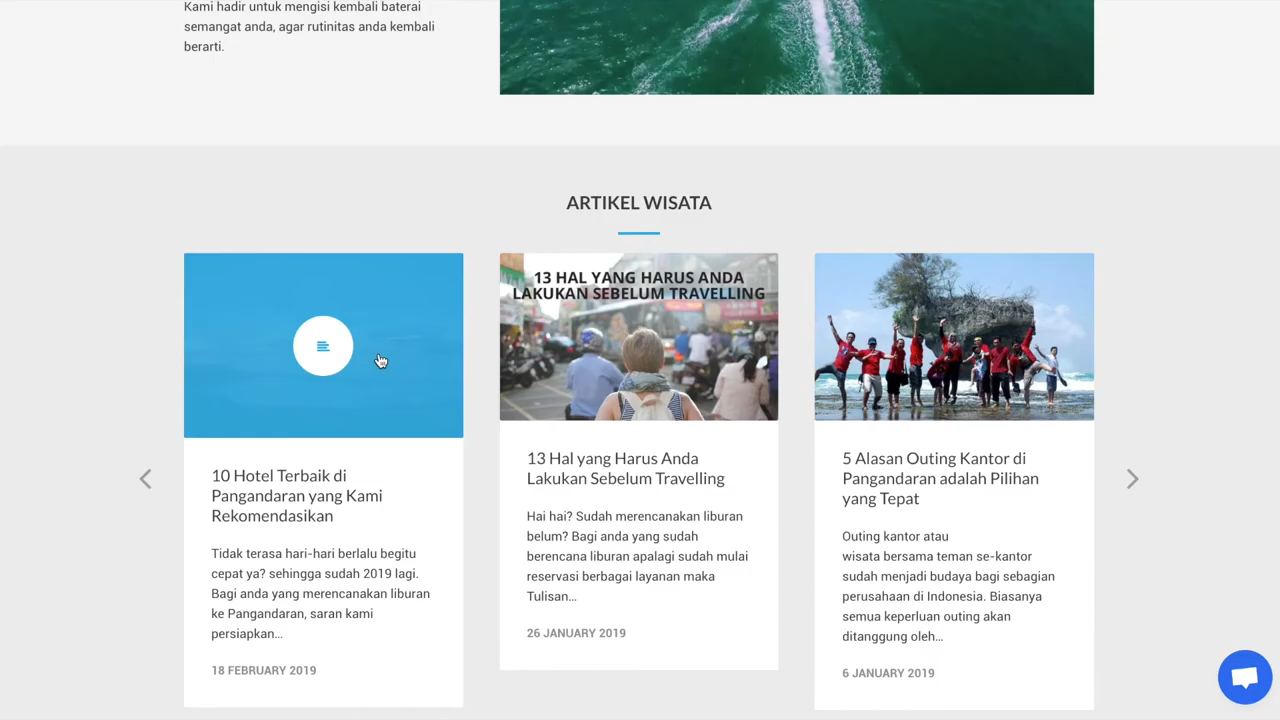 Kami hadir untuk mengisi kembali baterai
semangat anda, agar rutinitas anda kembali
berarti.
ARTIKEL WISATA
10 Hotel Terbaik di
Pangandaran yang Kami
Rekomendasikan
Tidak terasa hari-hari berlalu begitu
cepat ya? sehingga sudah 2019 lagi.
Bagi anda yang merencanakan liburan
ke Pangandaran, saran kami
persiapkan...
18 FEBRUARY 2019
13 HAL YANG HARUS ANDA
LAKUKAN SEBELUM TRAVELLING
13 Hal yang Harus Anda
Lakukan Sebelum Travelling
Hai hai? Sudah merencanakan liburan
belum? Bagi anda yang sudah
berencana liburan apalagi sudah mulai
reservasi berbagai layanan maka
Tulisan...
26 JANUARY 2019
5 Alasan Outing Kantor di
Pangandaran adalah Pilihan
yang Tepat
Outing kantor atau
wisata bersama teman se-kantor
sudah menjadi budaya bagi sebagian
perusahaan di Indonesia. Biasanya
semua keperluan outing akan
ditanggung oleh...
6 JANUARY 2019